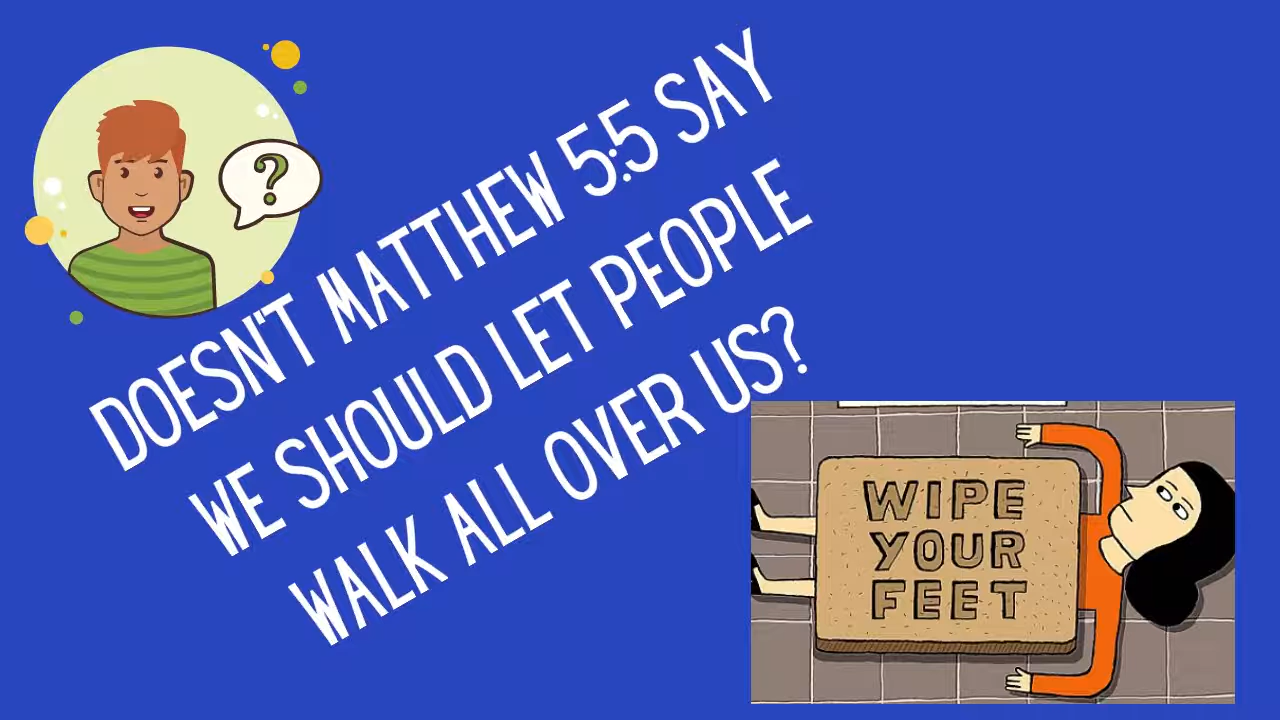 ?
DOESN'T MATTHEW 5:5 SAY
WE SHOULD LET PEOPLE
WALK ALL OVER US?
WIPE
YOUR
FEET